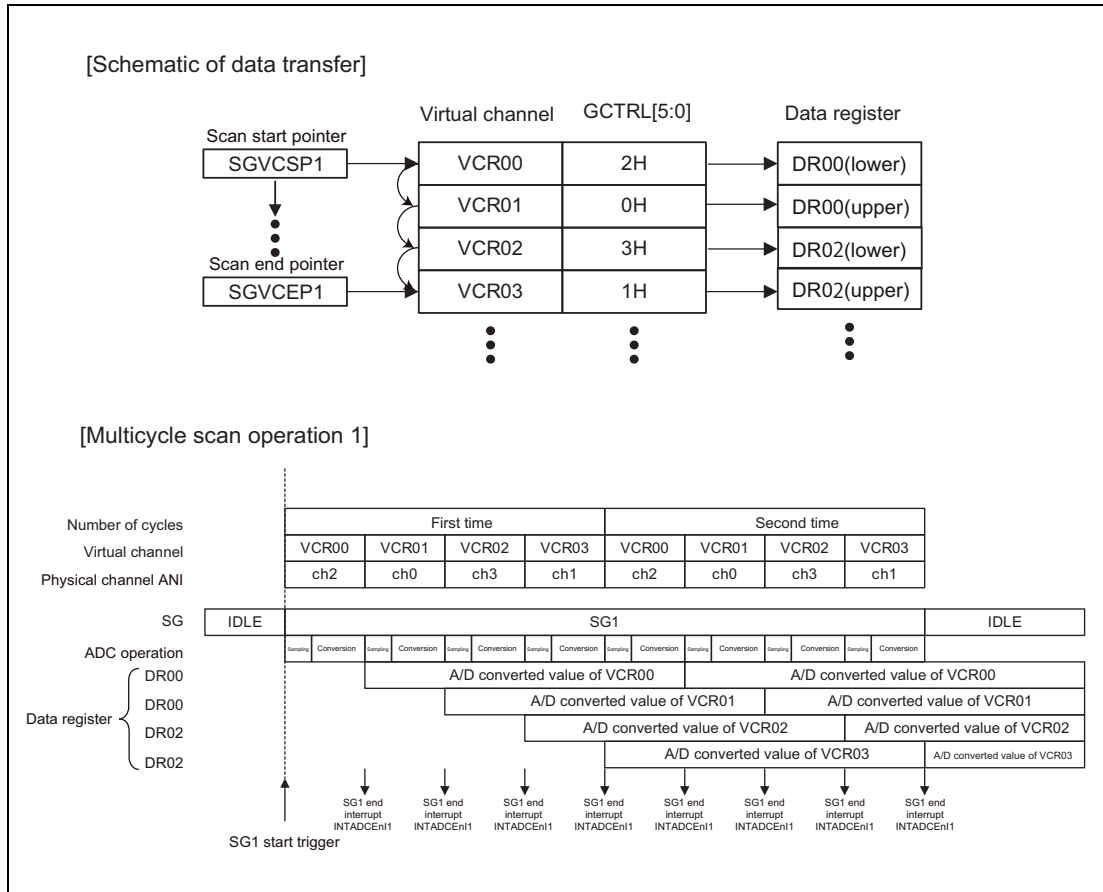 [Schematic of data transfer]
Virtual channel GCTRL[5:0] Data register
Scan start pointer
SGVCSP1 VCR00 2H DR00(lower)
VCR01 0H DR00(upper)
VCR02 3H DR02(lower)
Scan end pointer
SGVCEP1 VCR03 1H DR02(upper)
[Multicycle scan operation 1]
Number of cycles First time Second time
Virtual channel VCR00 VCR01 VCR02 VCR03 VCR00 VCR01 VCR02 VCR03
Physical channel ANI ch2 ch0 ch3 ch1 ch2 ch0 ch3 ch1
SG IDLE SG1 IDLE
ADC operation Sampling Conversion Sampling Conversion Sampling Conversion Sampling Conversion Sampling Conversion Sampling Conversion Sampling Conversion Sampling Conversion
Data register
DR00 A/D converted value of VCR00 A/D converted value of VCR00
DR00 A/D converted value of VCR01 A/D converted value of VCR01
DR02 A/D converted value of VCR02 A/D converted value of VCR02
DR02 A/D converted value of VCR03 A/D converted value of VCR03
SG1 end SG1 end SG1 end SG1 end SG1 end SG1 end SG1 end SG1 end
interrupt interrupt interrupt interrupt interrupt interrupt interrupt interrupt
INTADCEnI1 INTADCEnI1 INTADCEnI1 INTADCEnI1 INTADCEnI1 INTADCEnI1 INTADCEnI1 INTADCEnI1
SG1 start trigger